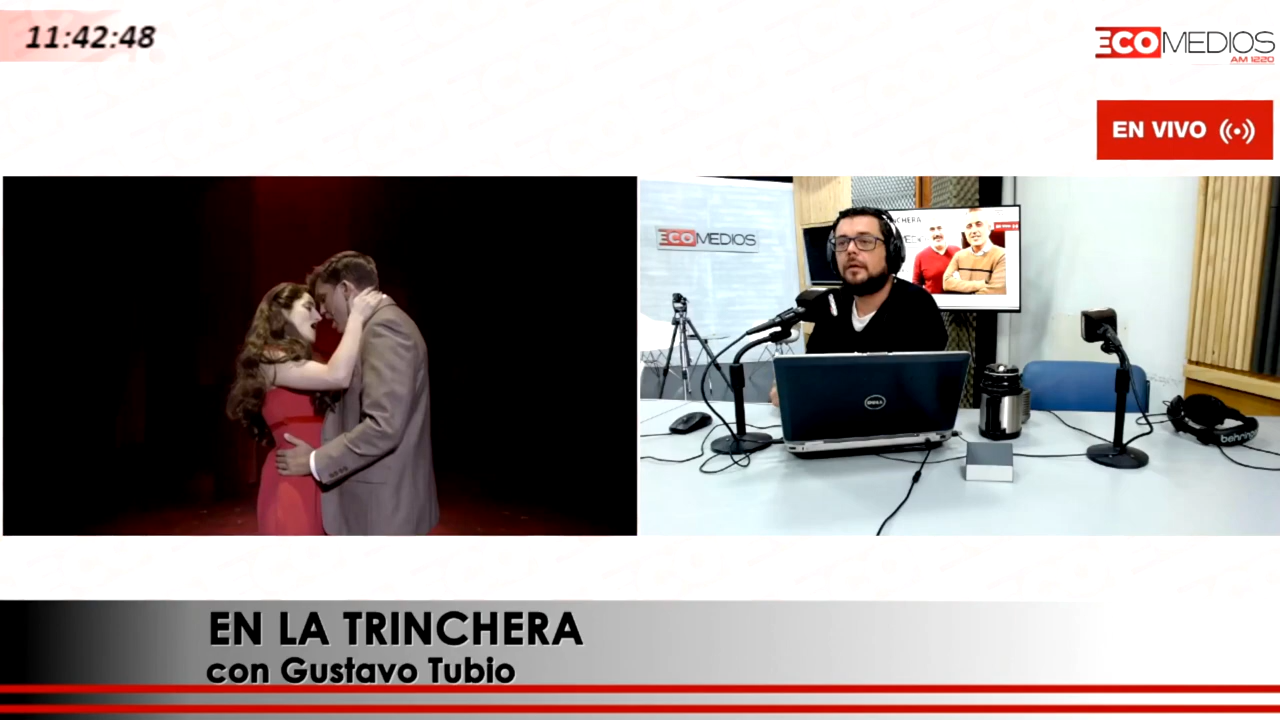 11:42:48
ECOMEDIOS
AM 1220
EN VIVO
ECOMEDIOS
DELL
EN LA TRINCHERA
con Gustavo Tubio